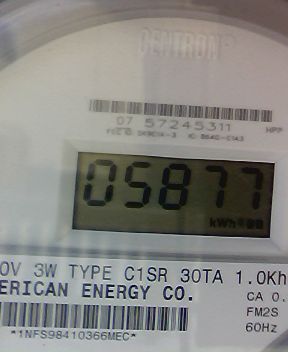 CENTRON®
07 57245311 HPP
05877
kWh
0V 3W TYPE C1SR 30TA 1.0Kh
ERICAN ENERGY CO. CA 0.
FM2S
*1NFS98410366MEC* 60Hz